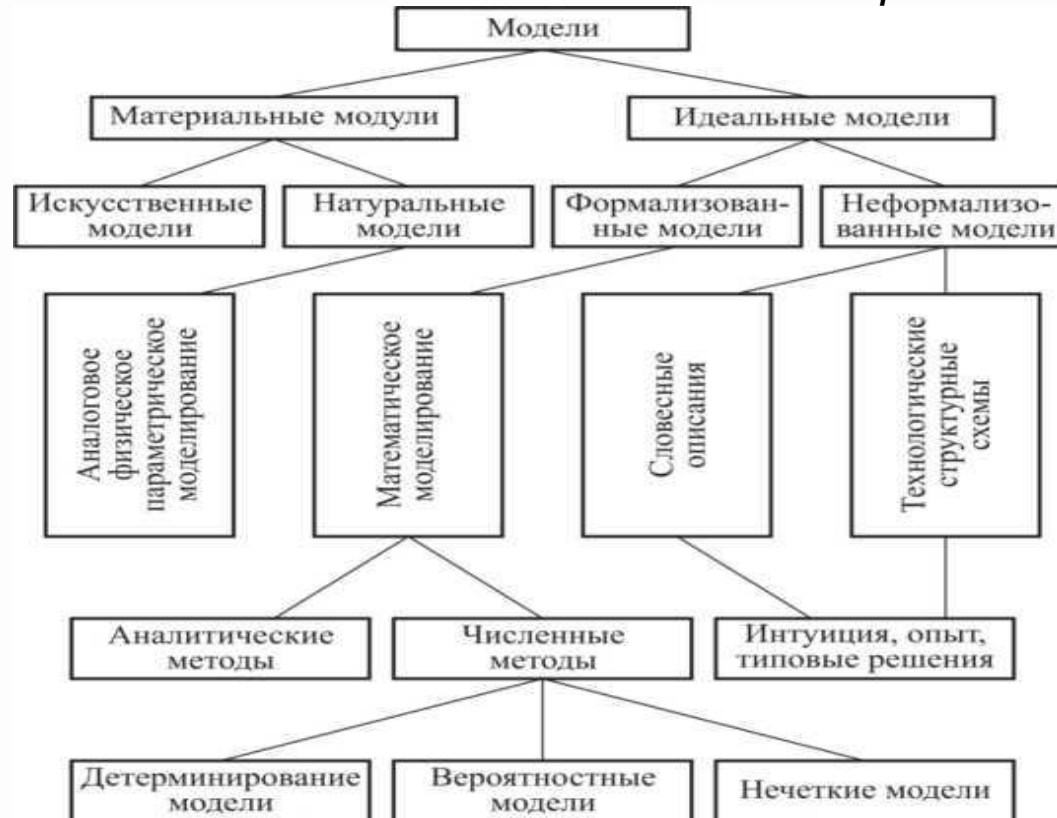 Модели
Материальные модули
Идеальные модели
Искусственные
модели
Натуральные
модели
Формализован-
ные модели
Неформализо-
ванные модели
Аналоговое
физическое
параметрическое
моделирование
Математическое
моделирование
Словесные
описания
Технологические
структурные
схемы
Аналитические
методы
Численные
методы
Интуиция, опыт,
типовые решения
Детерминирование
модели
Вероятностные
модели
Нечеткие модели